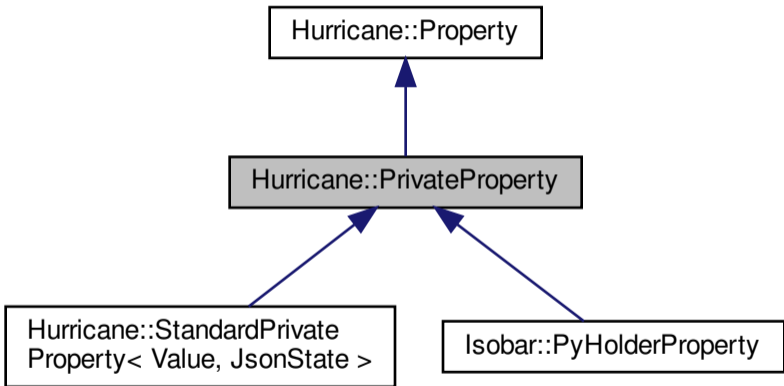 Hurricane::Property
Hurricane::PrivateProperty
Hurricane::StandardPrivate
Property< Value, JsonState >
Isobar::PyHolderProperty